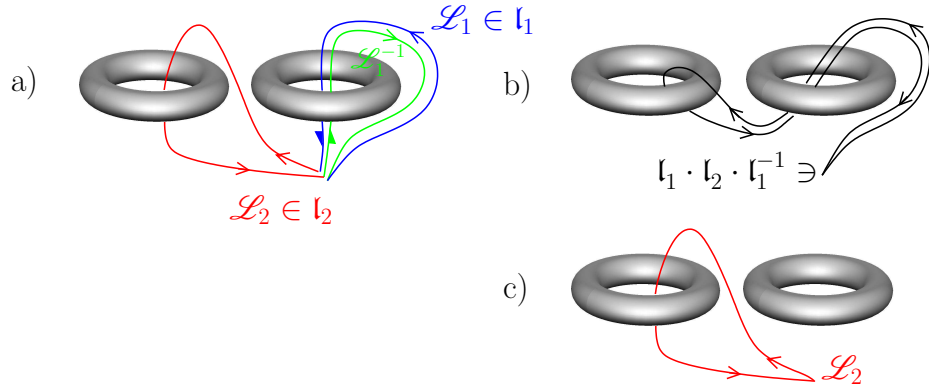 a)
ℒ₁ ∈ 𝔩₁
ℒ₁⁻¹
ℒ₂ ∈ 𝔩₂
b)
𝔩₁ · 𝔩₂ · 𝔩₁⁻¹ ∋
c)
ℒ₂